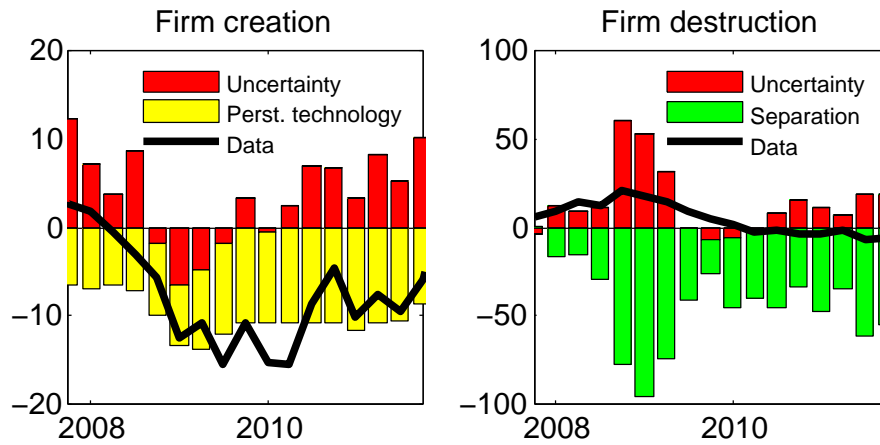 Firm creation
20
10
0
−10
−20
2008
2010
Uncertainty
Perst. technology
Data
Firm destruction
100
50
0
−50
−100
2008
2010
Uncertainty
Separation
Data